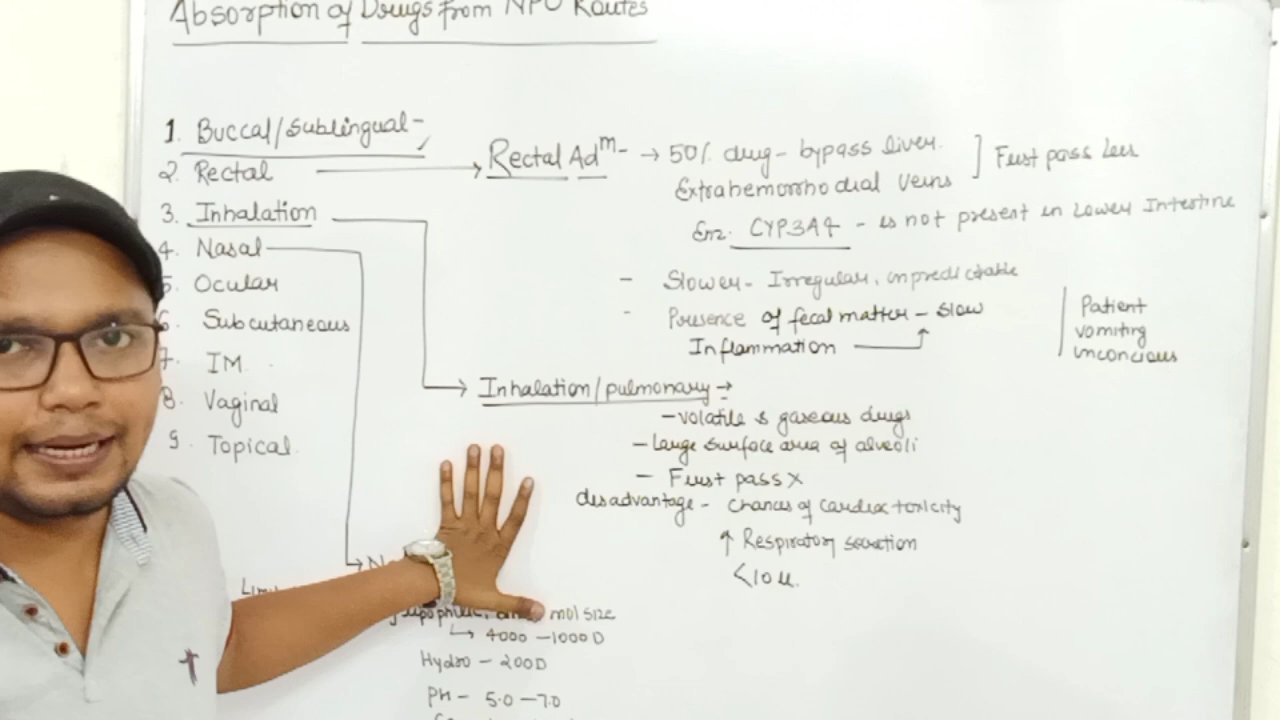 Absorption of Drugs from NPO Routes
1. Buccal/Sublingual-
2. Rectal
3. Inhalation
4. Nasal
5. Ocular
6. Subcutaneous
7. IM
8. Vaginal
9. Topical
Rectal Adm- → 50% drug - bypass liver.
Extrahemorrhodial veins
] First pass less
Enz. CYP3A4 - is not present in Lower Intestine
- Slower - Irregular, unpredictable
- Presence of fecal matter - slow
Inflammation
Patient
vomiting
unconcious
Inhalation/pulmonary →
- volatile & gaseous drugs
- Large surface area of alveoli
- First pass X
disadvantage - chances of cardiac toxicity
↑ Respiratory secretion
<10 µ.
mol size
↳ 4000 - 1000 D
Hydro - 200D
PH - 5.0 - 7.0